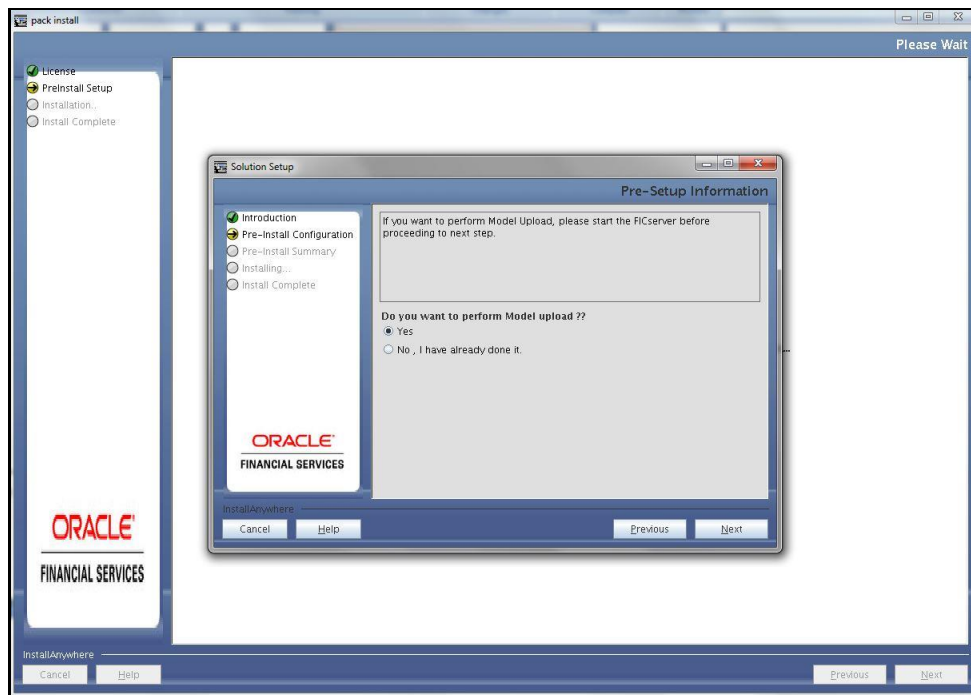 pack install
Please Wait
License
PreInstall Setup
Installation..
Install Complete
Solution Setup
Pre-Setup Information
Introduction
Pre-Install Configuration
Pre-Install Summary
Installing...
Install Complete
If you want to perform Model Upload, please start the FICserver before
proceeding to next step.
Do you want to perform Model upload ??
Yes
No , I have already done it.
ORACLE
FINANCIAL SERVICES
InstallAnywhere
Cancel Help Previous Next
ORACLE
FINANCIAL SERVICES
InstallAnywhere
Cancel Help Previous Next